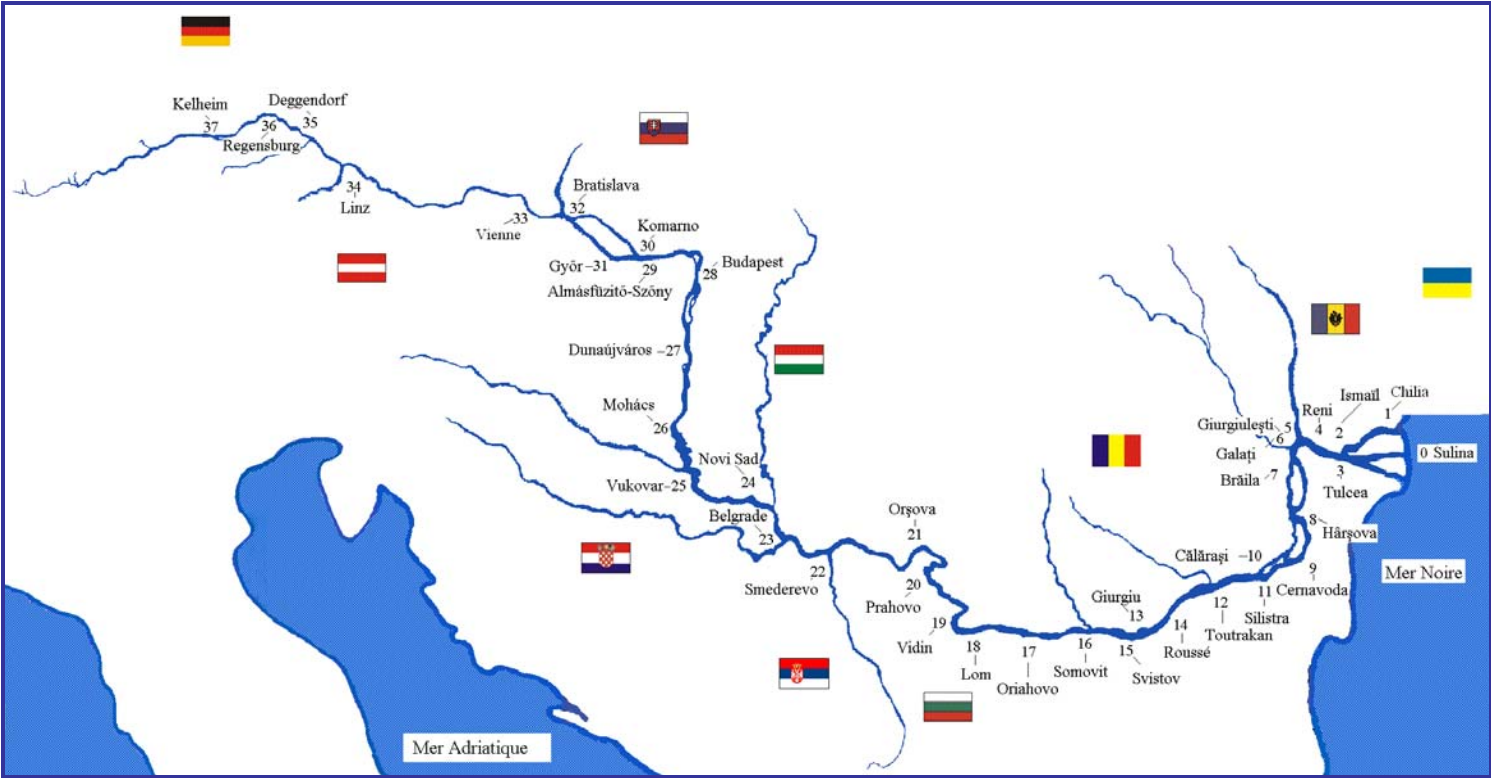 Kelheim
37
Deggendorf
35
36
Regensburg
34
Linz
Vienne
33
Bratislava
32
Komarno
30
Győr –31
29
Almásfüzitő-Szőny
Budapest
28
Dunaújváros –27
Mohács
26
Vukovar–25
Novi Sad
24
Belgrade
23
Smederevo
22
Orşova
21
20
Prahovo
19
Vidin
18
Lom
17
Oriahovo
16
Somovit
15
Svistov
Giurgiu
13
14
Roussé
12
Toutrakan
11
Silistra
Călăraşi –10
9
Cernavoda
8
Hârşova
Brăila
7
Galaţi
6
Giurgiuleşti
5
Reni
4
Ismaïl
2
Chilia
1
0 Sulina
3
Tulcea
Mer Noire
Mer Adriatique